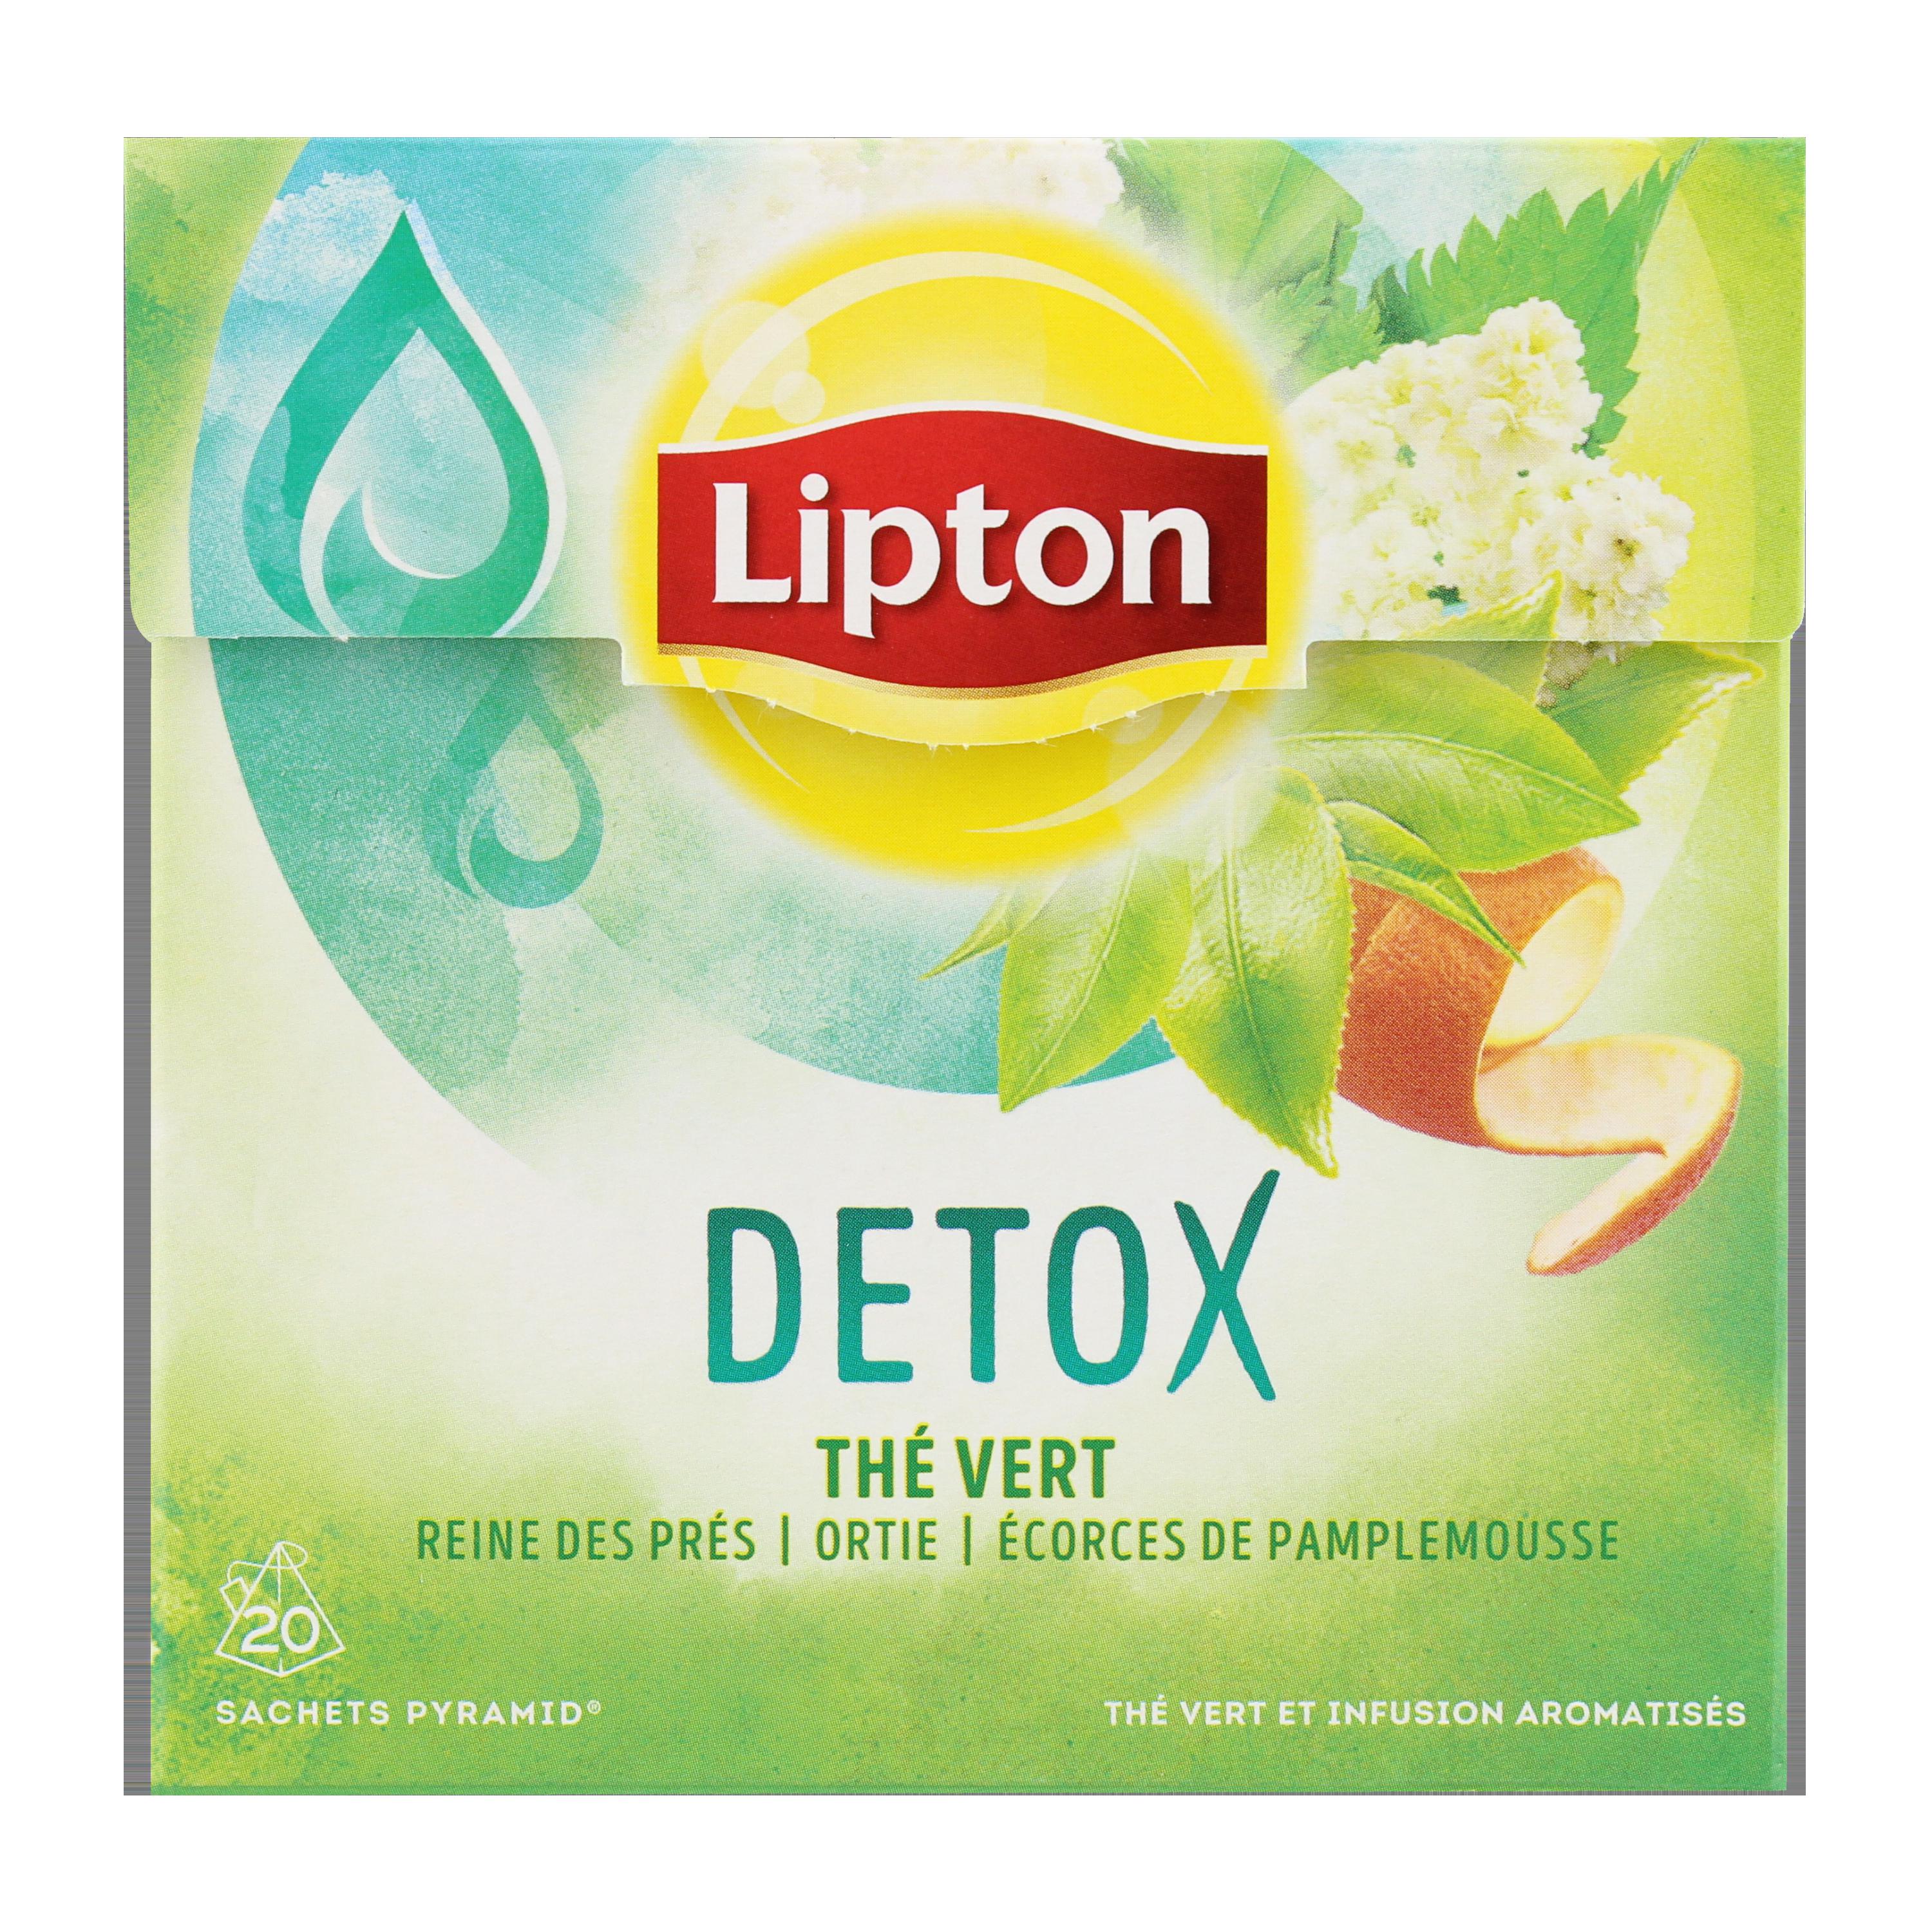 Lipton
DETOX
THÉ VERT
REINE DES PRÉS | ORTIE | ÉCORCES DE PAMPLEMOUSSE
20
SACHETS PYRAMID®
THÉ VERT ET INFUSION AROMATISÉS